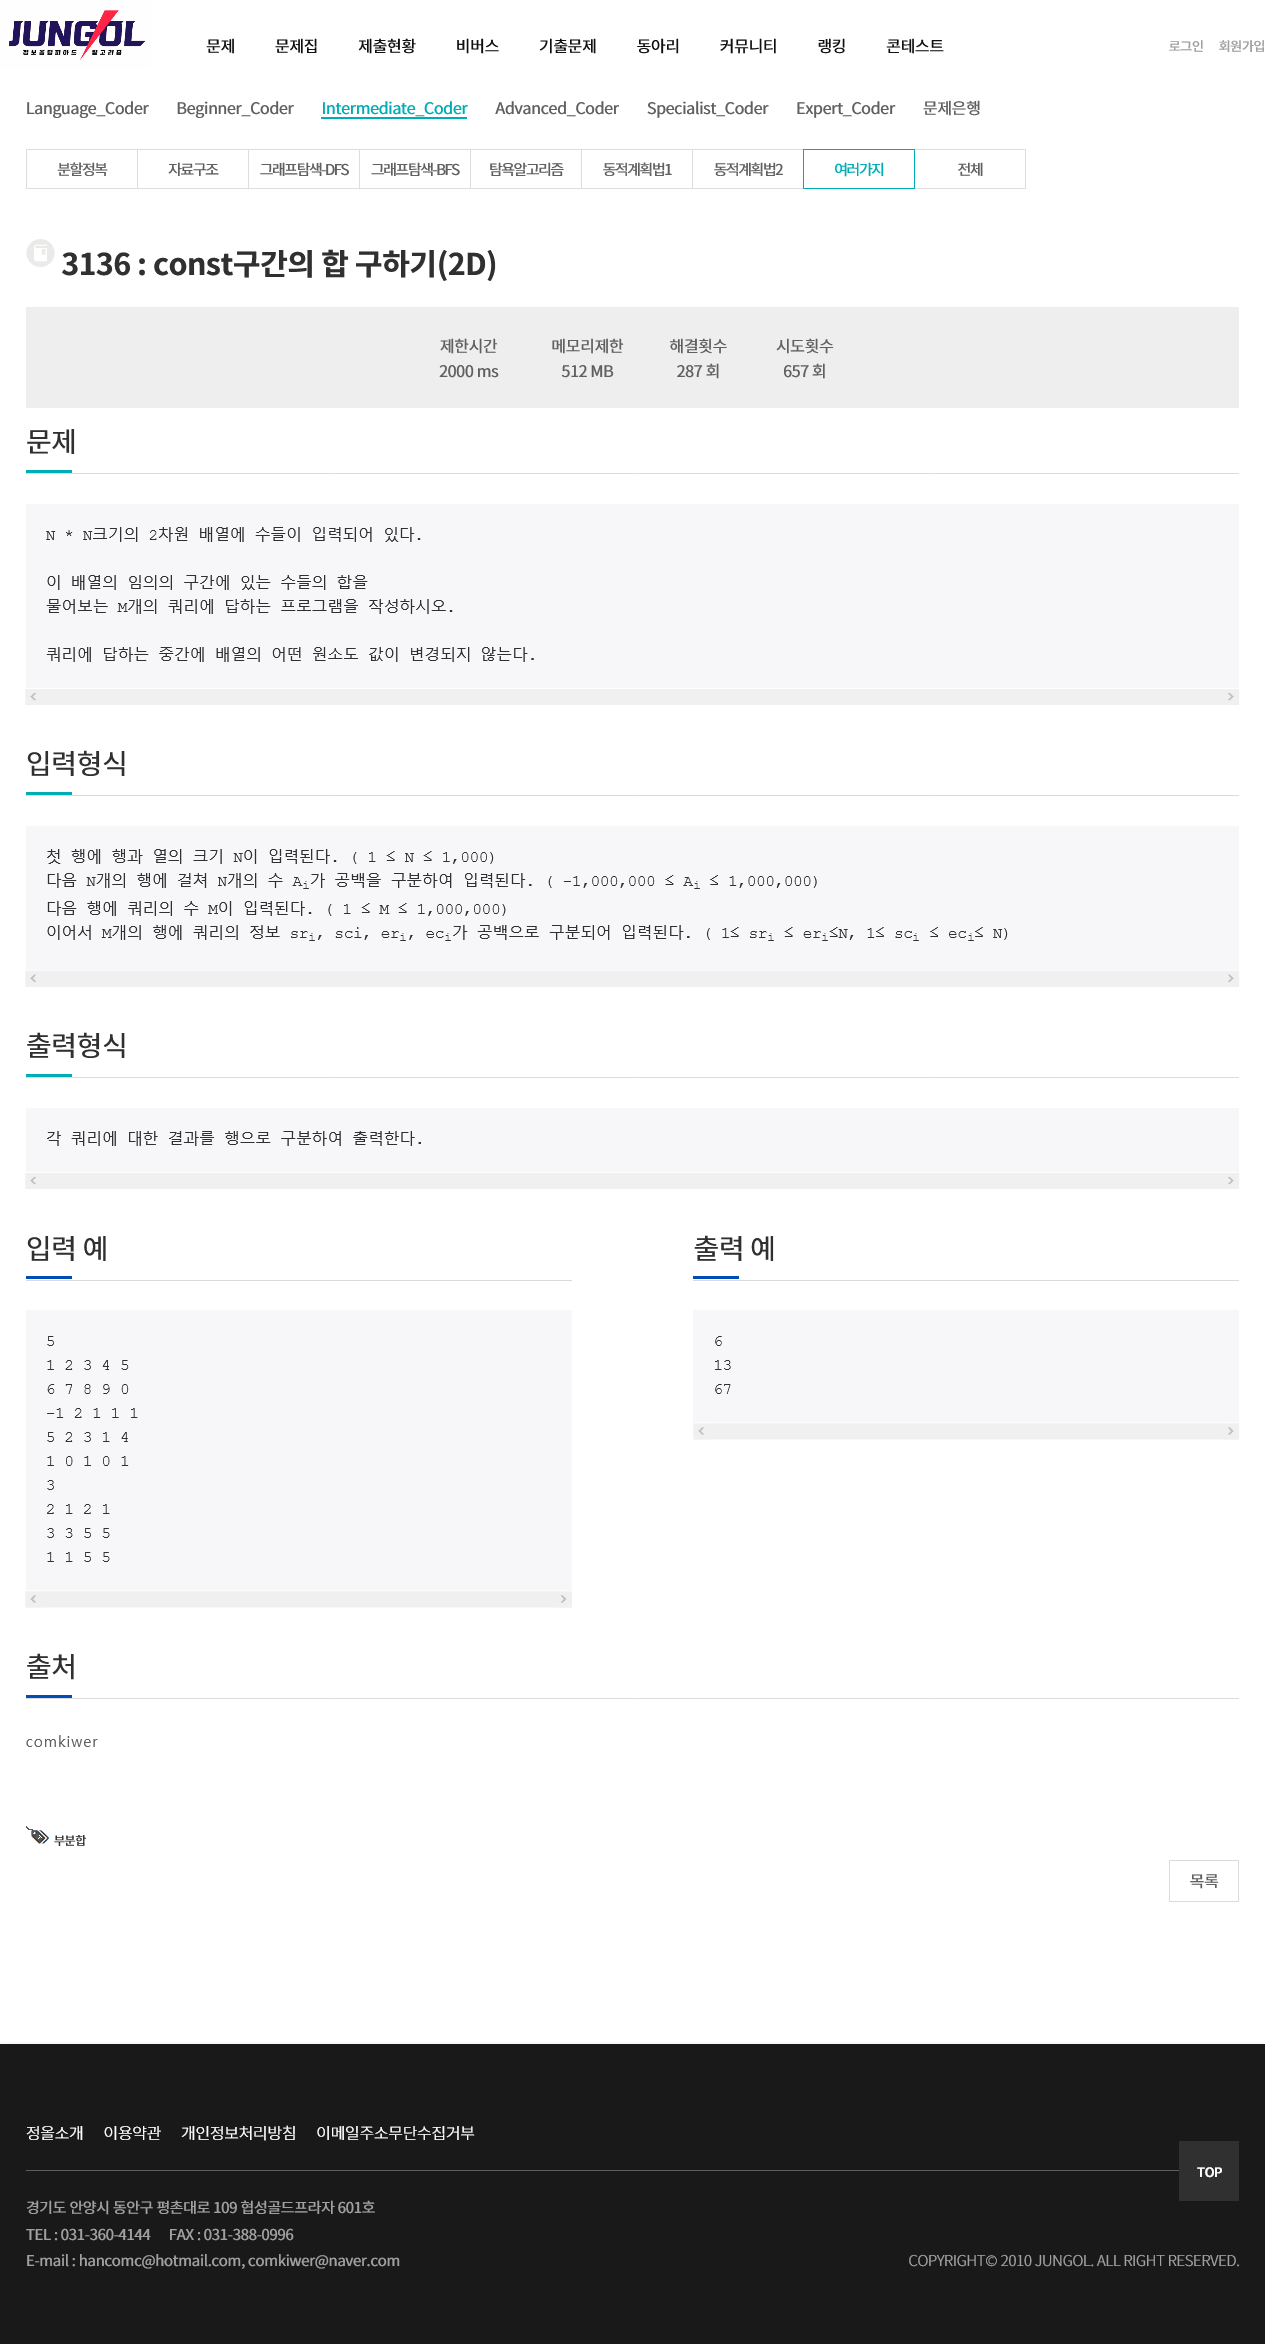 JUNGOL
정보올림피아드 알고리즘
문제 문제집 제출현황 비버스 기출문제 동아리 커뮤니티 랭킹 콘테스트 로그인 회원가입
Language_Coder Beginner_Coder Intermediate_Coder Advanced_Coder Specialist_Coder Expert_Coder 문제은행
분할정복 자료구조 그래프탐색-DFS 그래프탐색-BFS 탐욕알고리즘 동적계획법1 동적계획법2 여러가지 전체
3136 : const구간의 합 구하기(2D)
제한시간 메모리제한 해결횟수 시도횟수
2000 ms 512 MB 287 회 657 회
문제
N * N크기의 2차원 배열에 수들이 입력되어 있다.
이 배열의 임의의 구간에 있는 수들의 합을
물어보는 M개의 쿼리에 답하는 프로그램을 작성하시오.
쿼리에 답하는 중간에 배열의 어떤 원소도 값이 변경되지 않는다.
입력형식
첫 행에 행과 열의 크기 N이 입력된다. ( 1 ≤ N ≤ 1,000)
다음 N개의 행에 걸쳐 N개의 수 Ai가 공백을 구분하여 입력된다. ( -1,000,000 ≤ Ai ≤ 1,000,000)
다음 행에 쿼리의 수 M이 입력된다. ( 1 ≤ M ≤ 1,000,000)
이어서 M개의 행에 쿼리의 정보 sri, sci, eri, eci가 공백으로 구분되어 입력된다. ( 1≤ sri ≤ eri≤N, 1≤ sci ≤ eci≤ N)
출력형식
각 쿼리에 대한 결과를 행으로 구분하여 출력한다.
입력 예
5
1 2 3 4 5
6 7 8 9 0
-1 2 1 1 1
5 2 3 1 4
1 0 1 0 1
3
2 1 2 1
3 3 5 5
1 1 5 5
출력 예
6
13
67
출처
comkiwer
부분합
목록
정올소개 이용약관 개인정보처리방침 이메일주소무단수집거부
TOP
경기도 안양시 동안구 평촌대로 109 협성골드프라자 601호
TEL : 031-360-4144 FAX : 031-388-0996
E-mail : hancomc@hotmail.com, comkiwer@naver.com
COPYRIGHT© 2010 JUNGOL. ALL RIGHT RESERVED.